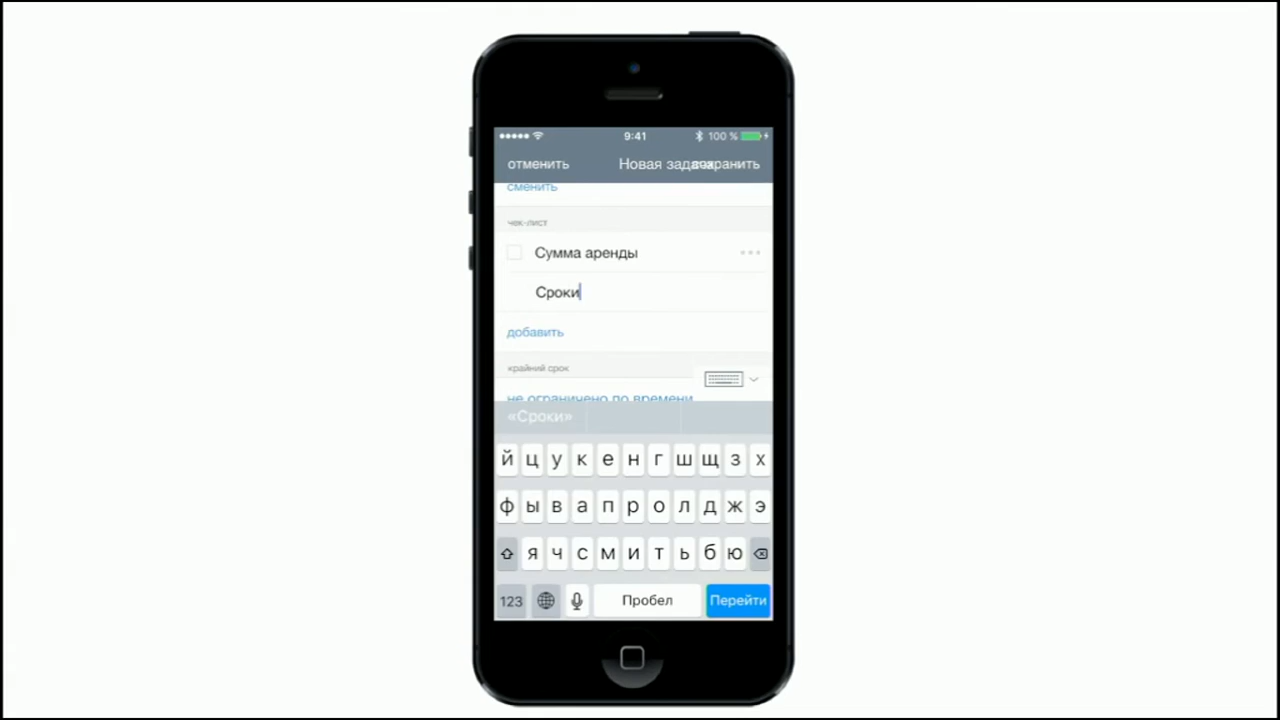 9:41 100 %
отменить Новая задача сохранить
сменить
чек-лист
Сумма аренды
Сроки
добавить
крайний срок
не ограничено по времени
«Сроки»
й ц у к е н г ш щ з х
ф ы в а п р о л д ж э
я ч с м и т ь б ю
123 Пробел Перейти